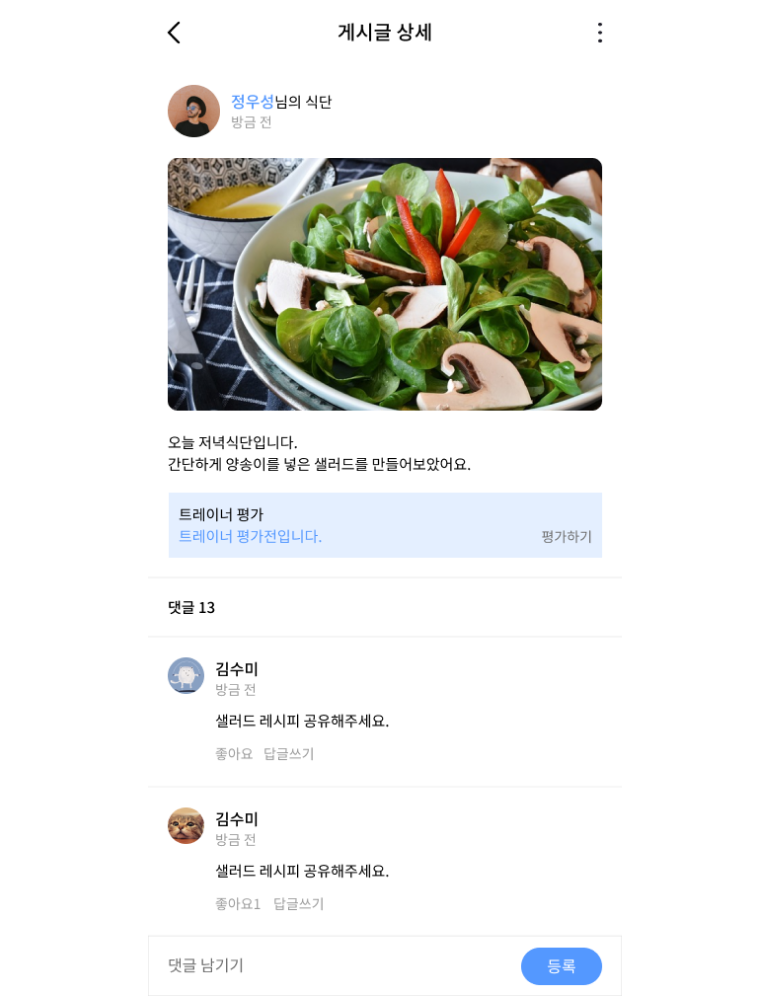 게시글 상세
정우성님의 식단
방금 전
오늘 저녁식단입니다.
간단하게 양송이를 넣은 샐러드를 만들어보았어요.
트레이너 평가
트레이너 평가전입니다. 평가하기
댓글 13
김수미
방금 전
샐러드 레시피 공유해주세요.
좋아요 답글쓰기
김수미
방금 전
샐러드 레시피 공유해주세요.
좋아요1 답글쓰기
댓글 남기기 등록